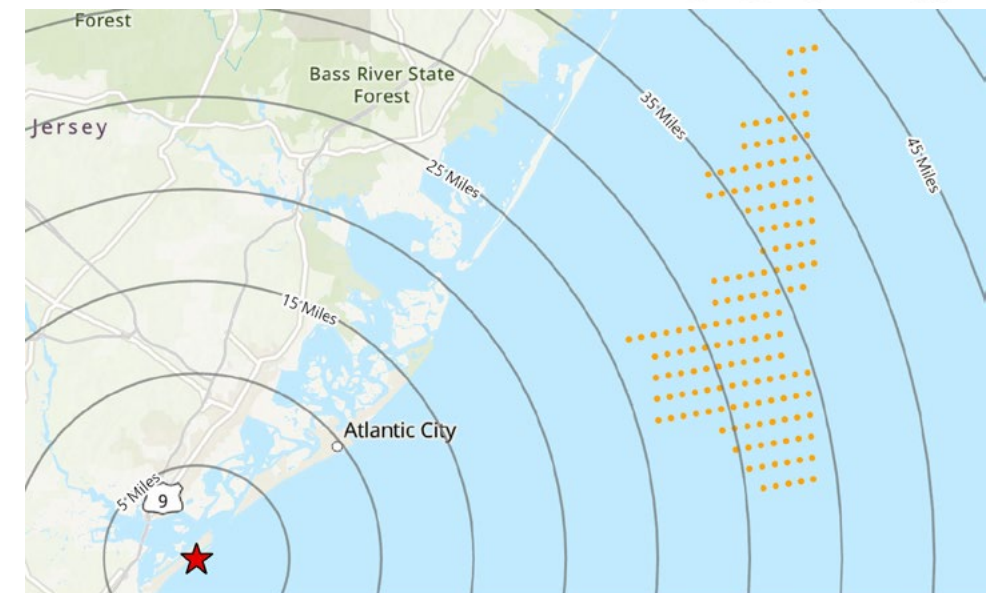 Forest
Bass River State
Forest
Jersey
35 Miles
45 Miles
25 Miles
15 Miles
Atlantic City
5 Miles
9